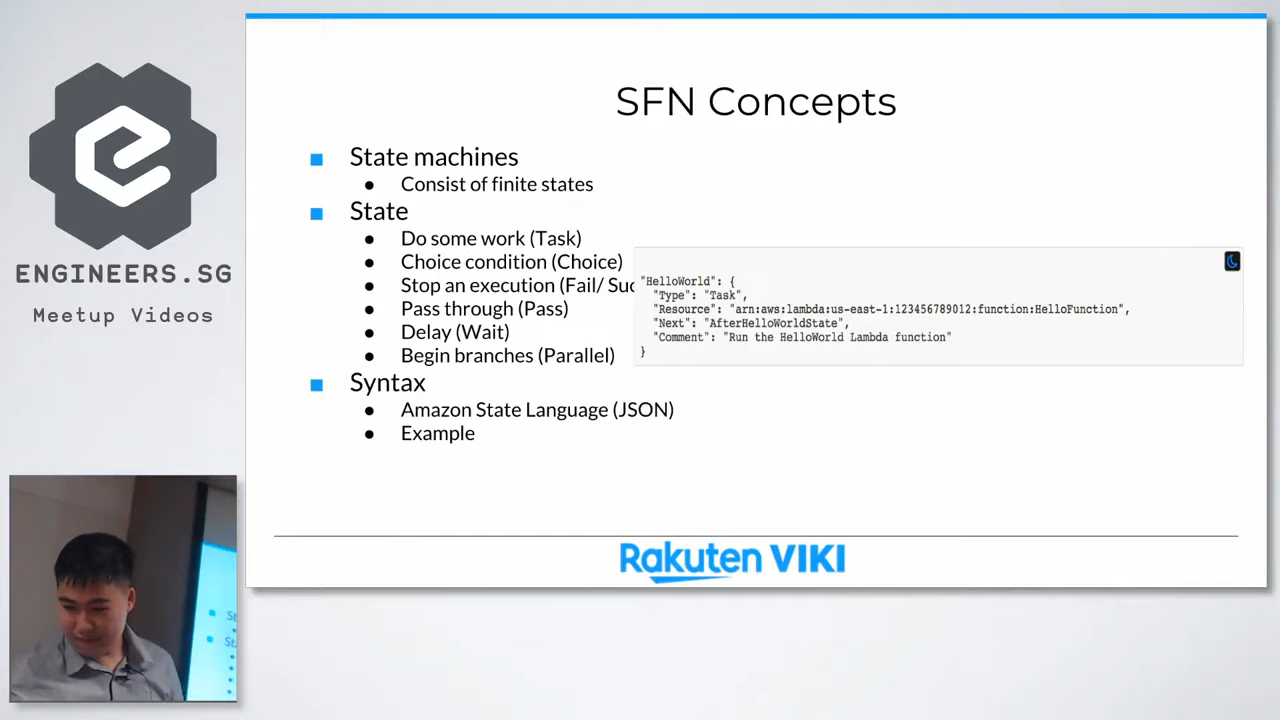 ENGINEERS.SG
Meetup Videos
SFN Concepts
State machines
Consist of finite states
State
Do some work (Task)
Choice condition (Choice)
Stop an execution (Fail/
Pass through (Pass)
Delay (Wait)
Begin branches (Parallel)
"HelloWorld": {
"Type": "Task",
"Resource": "arn:aws:lambda:us-east-1:123456789012:function:HelloFunction",
"Next": "AfterHelloWorldState",
"Comment": "Run the HelloWorld Lambda function"
}
Syntax
Amazon State Language (JSON)
Example
Rakuten VIKI